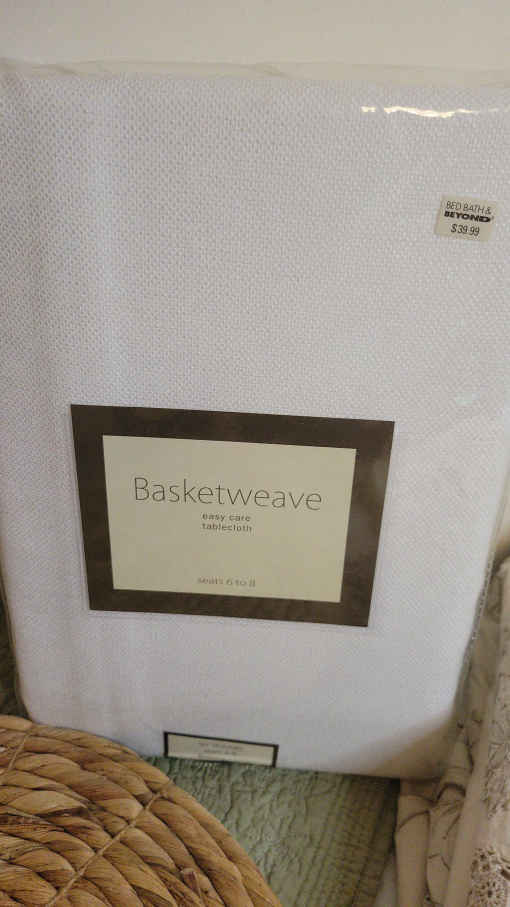 BED BATH &
BEYOND
$39.99
Basketweave
easy care
tablecloth
seats 6 to 8